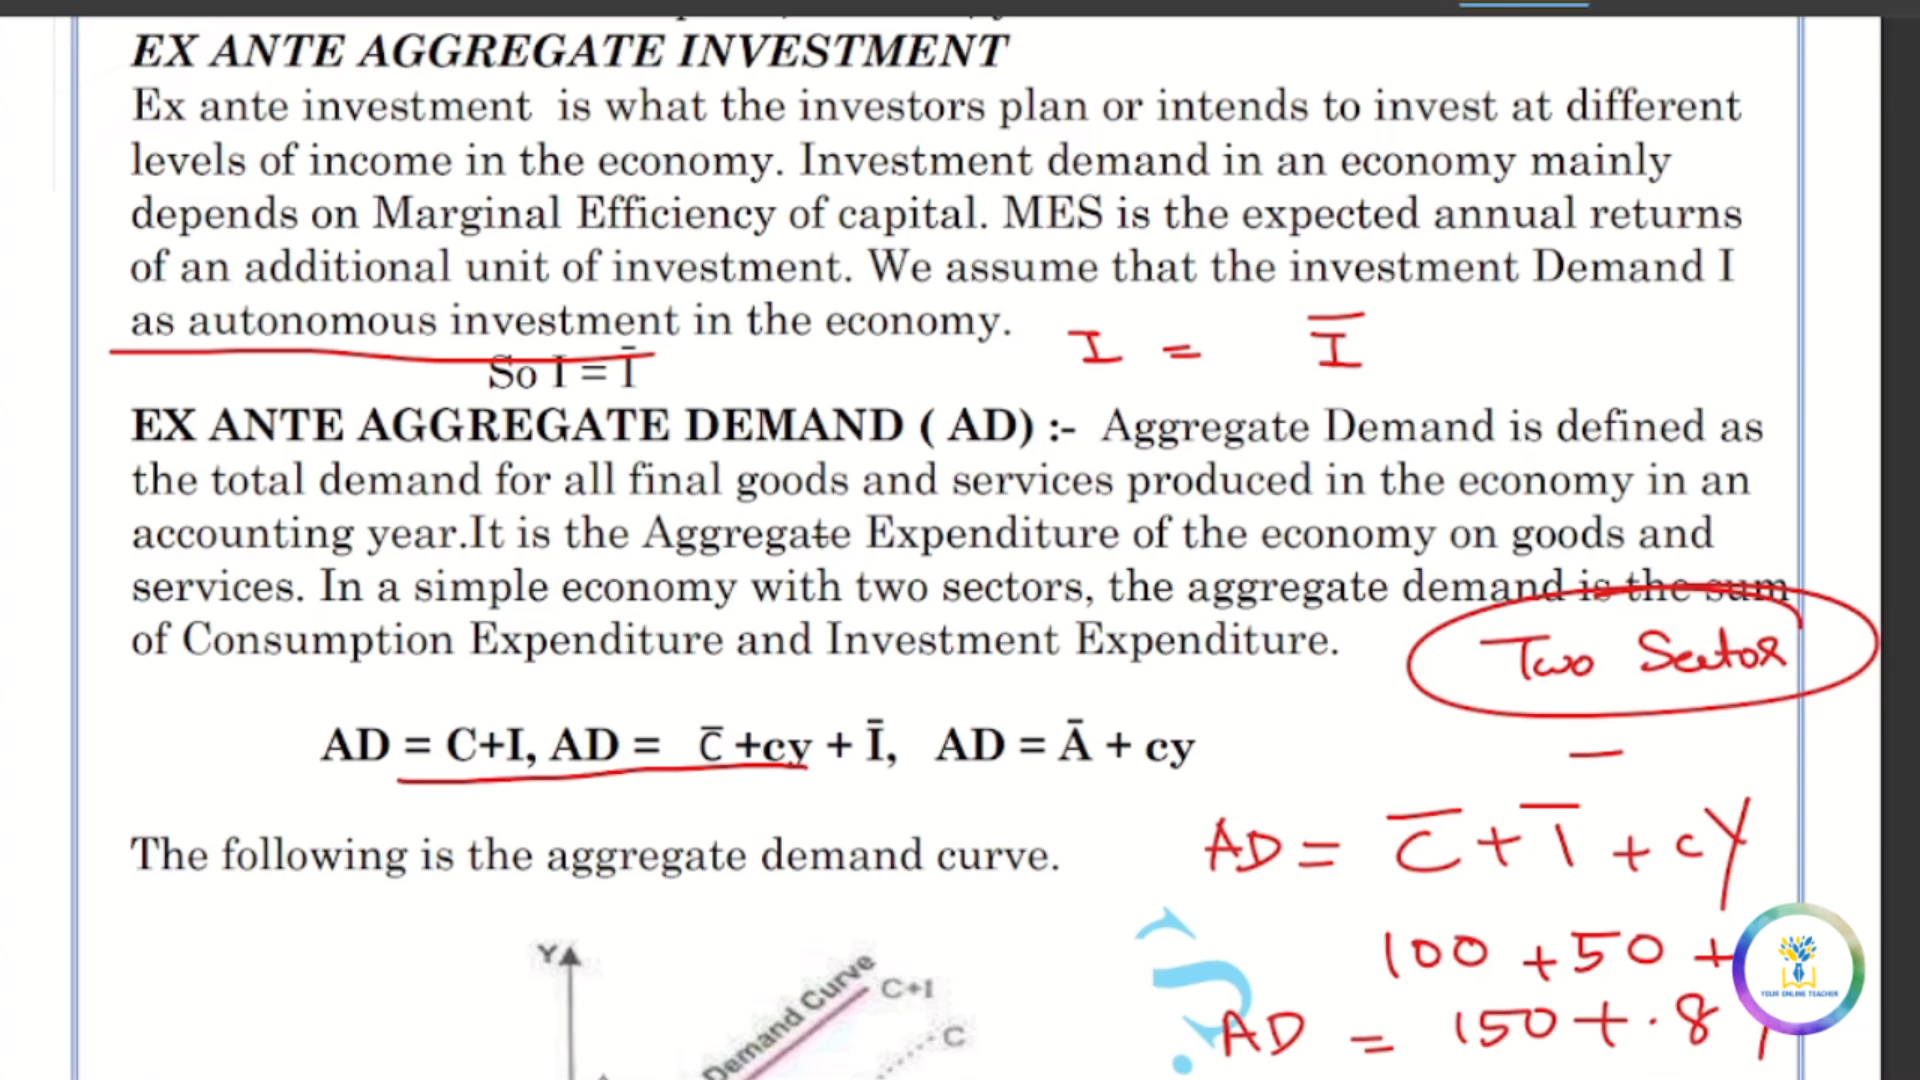 EX ANTE AGGREGATE INVESTMENT
Ex ante investment is what the investors plan or intends to invest at different
levels of income in the economy. Investment demand in an economy mainly
depends on Marginal Efficiency of capital. MES is the expected annual returns
of an additional unit of investment. We assume that the investment Demand I
as autonomous investment in the economy.
I = Ī
So I = Ī
EX ANTE AGGREGATE DEMAND ( AD) :- Aggregate Demand is defined as
the total demand for all final goods and services produced in the economy in an
accounting year.It is the Aggregate Expenditure of the economy on goods and
services. In a simple economy with two sectors, the aggregate demand is the sum
of Consumption Expenditure and Investment Expenditure.
Two Sector
AD = C+I, AD = C̅ +cy + Ī, AD = Ā + cy
AD = C̅ + Ī + cY
The following is the aggregate demand curve.
100 + 50 +
YOUR ONLINE TEACHER
AD = 150 + .8
Y
Demand Curve
C+I
C